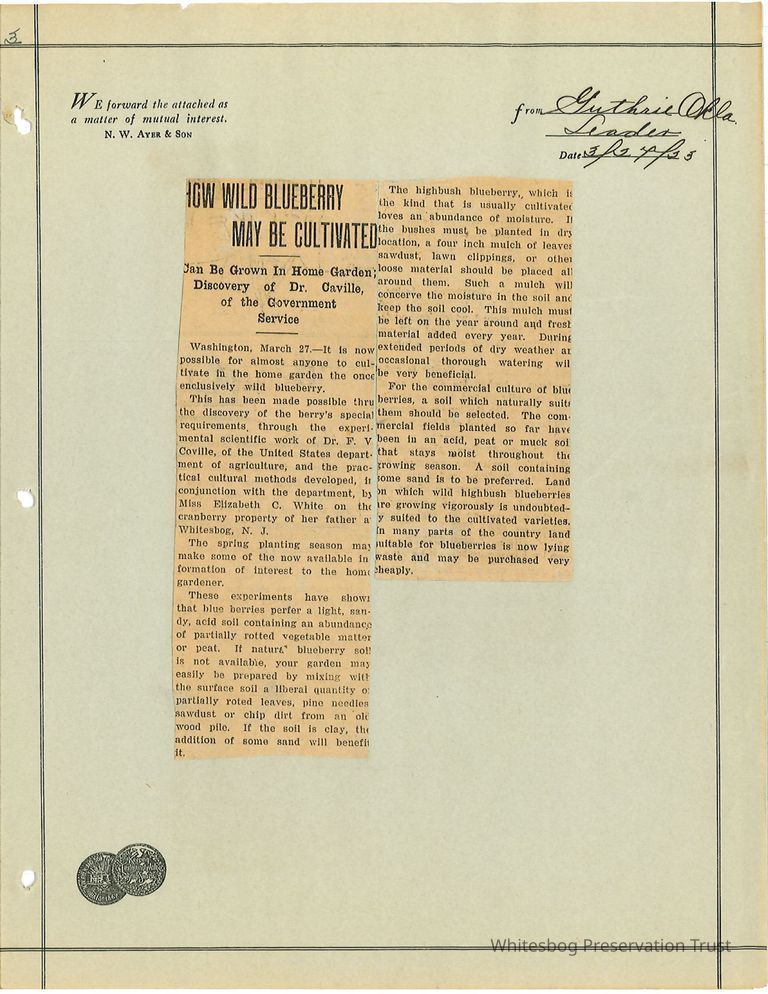 3
WE forward the attached as
a matter of mutual interest.
N. W. AYER & SON
from Guthrie Okla.
Leader
Date 3/27/33
HOW WILD BLUEBERRY
MAY BE CULTIVATED
Can Be Grown In Home Garden;
Discovery of Dr. Caville,
of the Government
Service
Washington, March 27.—It is now
possible for almost anyone to cul-
tivate in the home garden the once
enclusively wild blueberry.
This has been made possible thru
the discovery of the berry's special
requirements, through the experi-
mental scientific work of Dr. F. V
Coville, of the United States depart-
ment of agriculture, and the prac-
tical cultural methods developed, in
conjunction with the department, by
Miss Elizabeth C. White on the
cranberry property of her father a
Whitesbog, N. J.
The spring planting season may
make some of the now available in
formation of interest to the home
gardener.
These experiments have shown
that blue berries perfer a light, san-
dy, acid soil containing an abundance
of partially rotted vegetable matter
or peat. If natura" blueberry soil
is not available, your garden may
easily be prepared by mixing with
the surface soil a liberal quantity o
partially roted leaves, pine needles
sawdust or chip dirt from an old
wood pile. If the soil is clay, the
addition of some sand will benefit
it.
The highbush blueberry, which is
the kind that is usually cultivated
loves an abundance of moisture. If
the bushes must be planted in dry
location, a four inch mulch of leaves
sawdust, lawn clippings, or other
loose material should be placed all
around them. Such a mulch will
concerve the moisture in the soil and
keep the soil cool. This mulch must
be left on the year around and fresh
material added every year. During
extended periods of dry weather an
occasional thorough watering wil
be very beneficial.
For the commercial culture of blue
berries, a soil which naturally suits
them should be selected. The com-
mercial fields planted so far have
been in an acid, peat or muck soi
that stays moist throughout the
growing season. A soil containing
some sand is to be preferred. Land
on which wild highbush blueberries
are growing vigorously is undoubted-
y suited to the cultivated varieties.
In many parts of the country land
suitable for blueberries is now lying
waste and may be purchased very
cheaply.
Whitesbog Preservation Trust